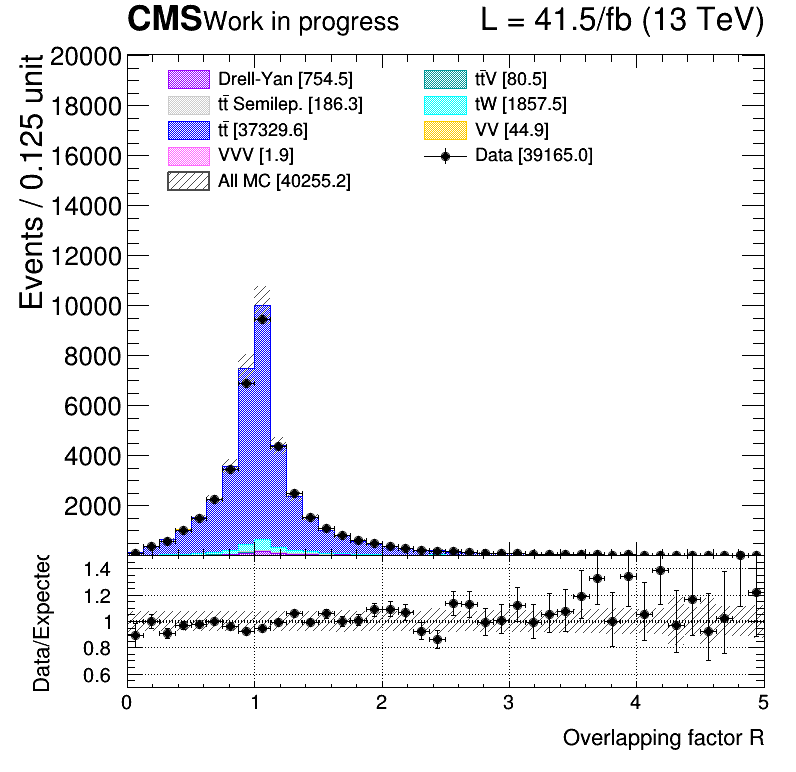 CMS Work in progress L = 41.5/fb (13 TeV)
Events / 0.125 unit
20000
18000
16000
14000
12000
10000
8000
6000
4000
2000
Drell-Yan [754.5]
tt̄ Semilep. [186.3]
tt̄ [37329.6]
VVV [1.9]
All MC [40255.2]
tt̄V [80.5]
tW [1857.5]
VV [44.9]
Data [39165.0]
Data/Expected
1.4
1.2
1
0.8
0.6
0 1 2 3 4 5
Overlapping factor R